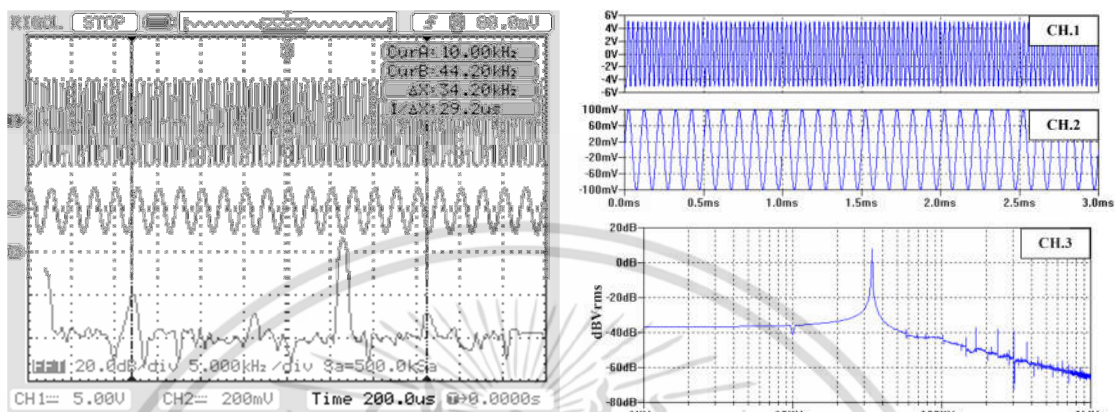 RIGOL STOP 80.0mV
CurA: 10.00kHz
CurB: 44.20kHz
ΔX: 34.20kHz
1/ΔX: 29.2us
FFT 20.0dB/div 5.000kHz/div Sa=500.0kSa
CH1 5.00V CH2 200mV Time 200.0us 0.0000s
6V
4V
2V
0V
-2V
-4V
-6V
CH.1
100mV
60mV
20mV
-20mV
-60mV
-100mV
CH.2
0.0ms 0.5ms 1.0ms 1.5ms 2.0ms 2.5ms 3.0ms
20dB
0dB
-20dB
-40dB
-60dB
-80dB
dBVrms
CH.3